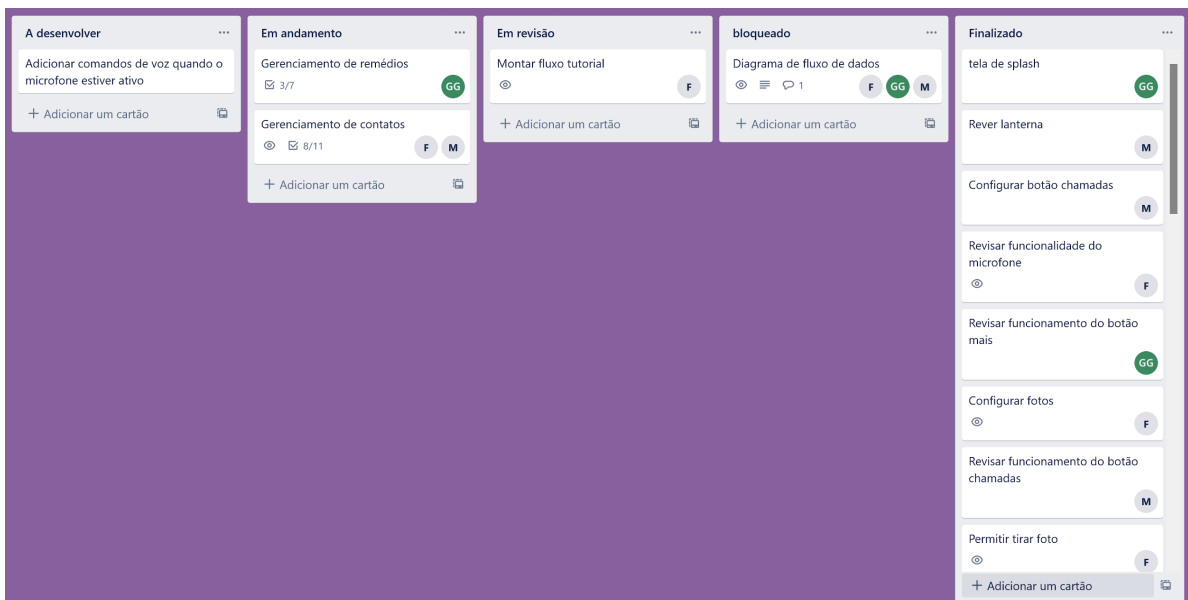 A desenvolver
Adicionar comandos de voz quando o
microfone estiver ativo
+ Adicionar um cartão
Em andamento
Gerenciamento de remédios
3/7
GG
Gerenciamento de contatos
8/11
F
M
+ Adicionar um cartão
Em revisão
Montar fluxo tutorial
F
+ Adicionar um cartão
bloqueado
Diagrama de fluxo de dados
1
F
GG
M
+ Adicionar um cartão
Finalizado
tela de splash
GG
Rever lanterna
M
Configurar botão chamadas
M
Revisar funcionalidade do
microfone
F
Revisar funcionamento do botão
mais
GG
Configurar fotos
F
Revisar funcionamento do botão
chamadas
M
Permitir tirar foto
F
+ Adicionar um cartão